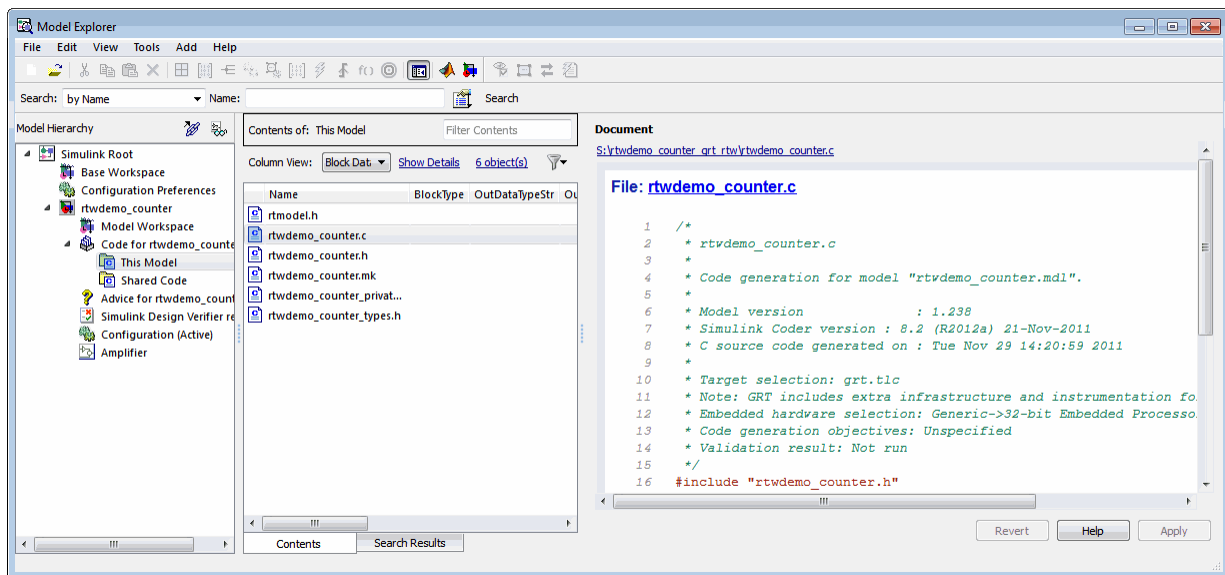 Model Explorer
File Edit View Tools Add Help
Search: by Name Name: Search
Model Hierarchy
Simulink Root
Base Workspace
Configuration Preferences
rtwdemo_counter
Model Workspace
Code for rtwdemo_counte
This Model
Shared Code
Advice for rtwdemo_count
Simulink Design Verifier re
Configuration (Active)
Amplifier
Contents of: This Model Filter Contents
Column View: Block Dat Show Details 6 object(s)
Name BlockType OutDataTypeStr Ou
rtmodel.h
rtwdemo_counter.c
rtwdemo_counter.h
rtwdemo_counter.mk
rtwdemo_counter_privat...
rtwdemo_counter_types.h
Contents Search Results
Document
S:\rtwdemo_counter_grt_rtw\rtwdemo_counter.c
File: rtwdemo_counter.c
1 /*
2 * rtwdemo_counter.c
3 *
4 * Code generation for model "rtwdemo_counter.mdl".
5 *
6 * Model version : 1.238
7 * Simulink Coder version : 8.2 (R2012a) 21-Nov-2011
8 * C source code generated on : Tue Nov 29 14:20:59 2011
9 *
10 * Target selection: grt.tlc
11 * Note: GRT includes extra infrastructure and instrumentation fo
12 * Embedded hardware selection: Generic->32-bit Embedded Processo
13 * Code generation objectives: Unspecified
14 * Validation result: Not run
15 */
16 #include "rtwdemo_counter.h"
Revert Help Apply